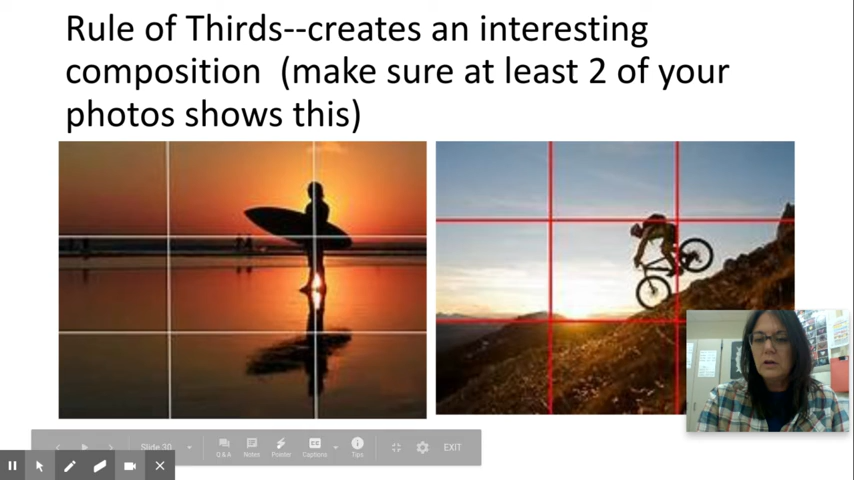 Rule of Thirds--creates an interesting
composition (make sure at least 2 of your
photos shows this)
Slide 30
Q&A
Notes
Pointer
Captions
Tips
EXIT